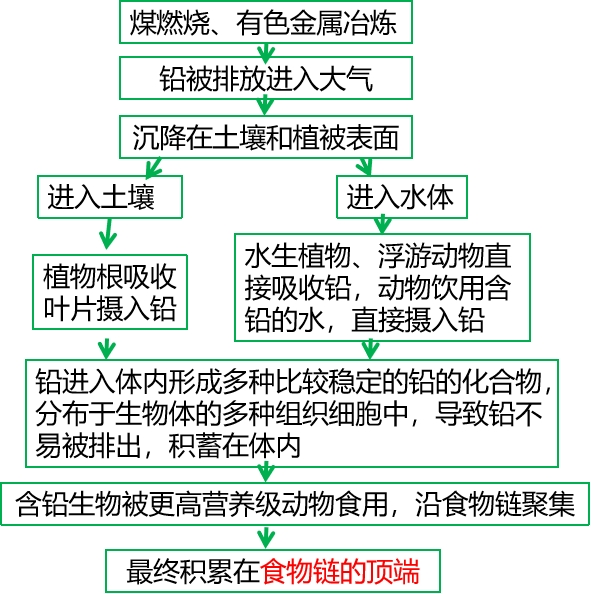 煤燃烧、有色金属冶炼
铅被排放进入大气
沉降在土壤和植被表面
进入土壤
进入水体
植物根吸收
叶片摄入铅
水生植物、浮游动物直
接吸收铅，动物饮用含
铅的水，直接摄入铅
铅进入体内形成多种比较稳定的铅的化合物，
分布于生物体的多种组织细胞中，导致铅不
易被排出，积蓄在体内
含铅生物被更高营养级动物食用，沿食物链聚集
最终积累在食物链的顶端